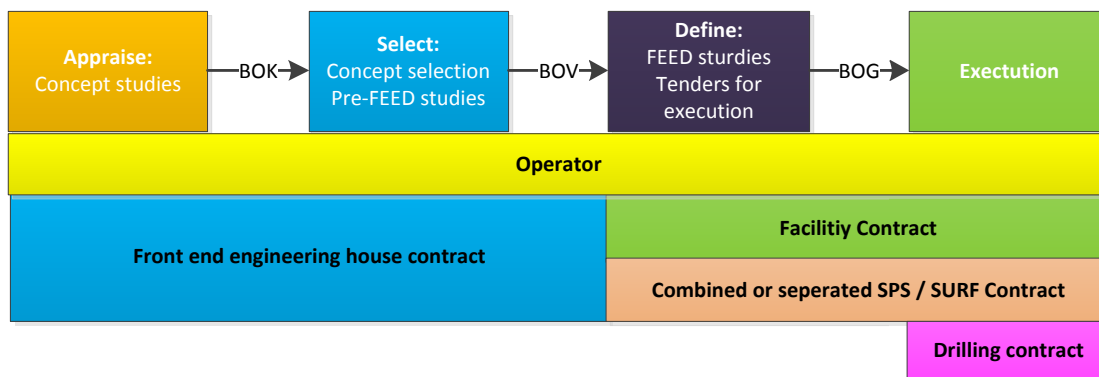 Appraise:
Concept studies
BOK
Select:
Concept selection
Pre-FEED studies
BOV
Define:
FEED sturdies
Tenders for
execution
BOG
Exectution
Operator
Front end engineering house contract
Facilitiy Contract
Combined or seperated SPS / SURF Contract
Drilling contract